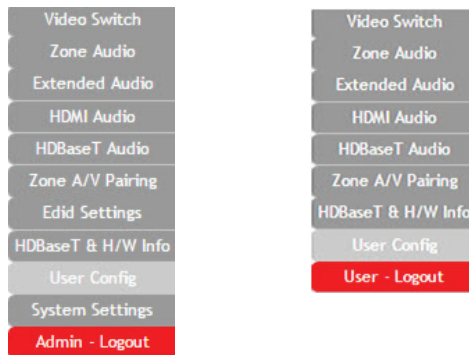 Video Switch
Zone Audio
Extended Audio
HDMI Audio
HDBaseT Audio
Zone A/V Pairing
Edid Settings
HDBaseT & H/W Info
User Config
System Settings
Admin - Logout
Video Switch
Zone Audio
Extended Audio
HDMI Audio
HDBaseT Audio
Zone A/V Pairing
HDBaseT & H/W Info
User Config
User - Logout